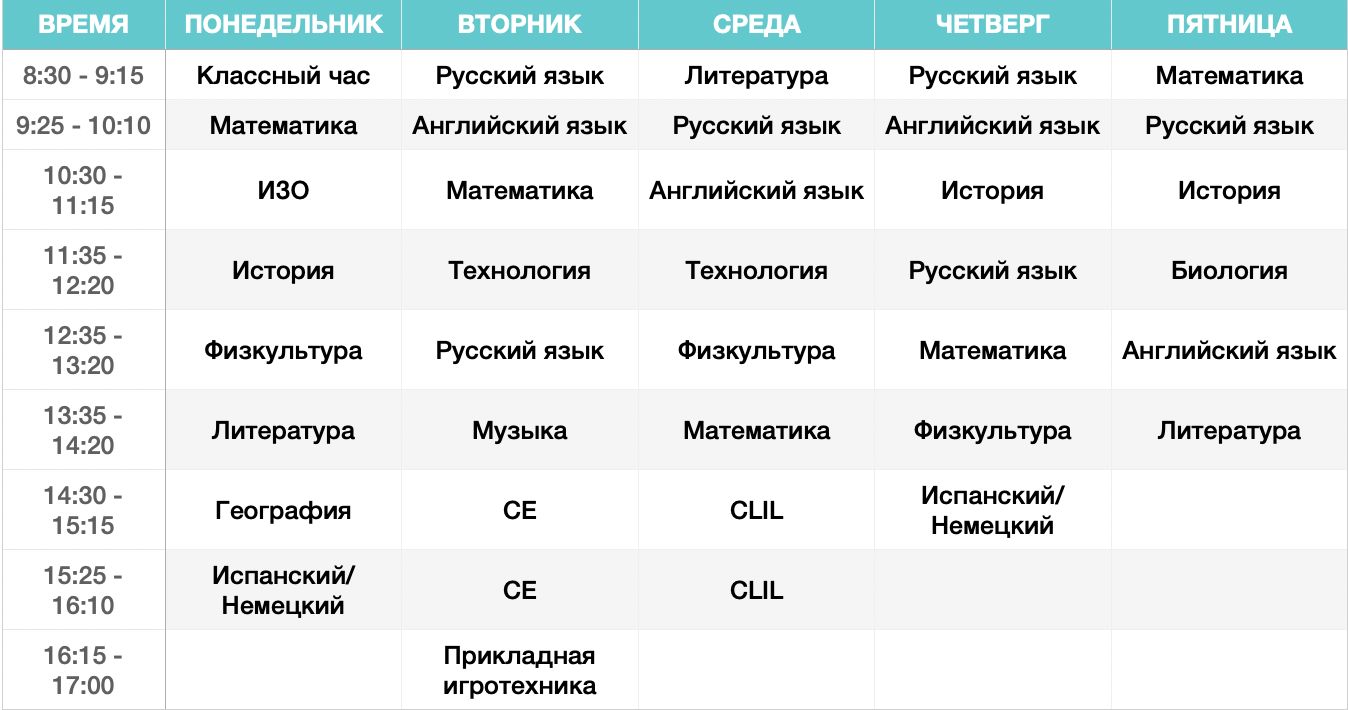 ВРЕМЯ ПОНЕДЕЛЬНИК ВТОРНИК СРЕДА ЧЕТВЕРГ ПЯТНИЦА
8:30 - 9:15 Классный час Русский язык Литература Русский язык Математика
9:25 - 10:10 Математика Английский язык Русский язык Английский язык Русский язык
10:30 -
11:15 ИЗО Математика Английский язык История История
11:35 -
12:20 История Технология Технология Русский язык Биология
12:35 -
13:20 Физкультура Русский язык Физкультура Математика Английский язык
13:35 -
14:20 Литература Музыка Математика Физкультура Литература
14:30 -
15:15 География CE CLIL Испанский/
Немецкий
15:25 -
16:10 Испанский/
Немецкий CE CLIL
16:15 -
17:00 Прикладная
игротехника